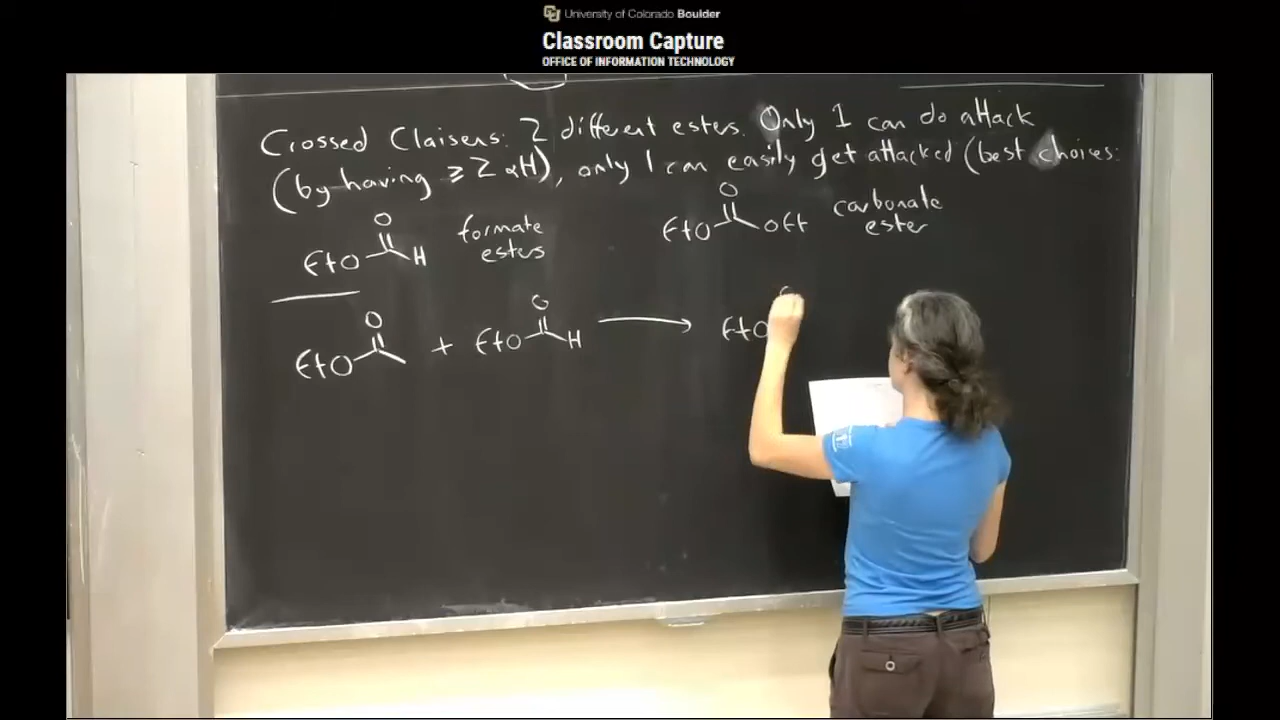 University of Colorado Boulder
Classroom Capture
OFFICE OF INFORMATION TECHNOLOGY
Crossed Claisens: 2 different esters. Only 1 can do attack
(by having ≥2 αH), only 1 can easily get attacked (best choices:
O O
EtO H formate esters EtO OEt carbonate ester
O O
EtO + EtO H EtO